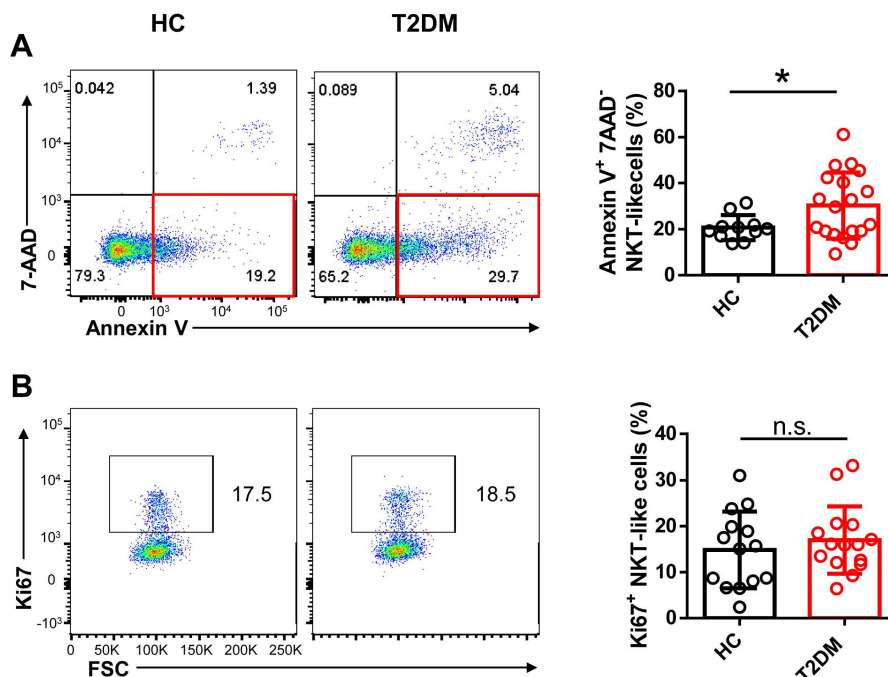 HC T2DM
A
0.042 1.39
79.3 19.2
10⁵
10⁴
10³
0
7-AAD
0 10³ 10⁴ 10⁵
Annexin V
0.089 5.04
65.2 29.7
Annexin V⁺ 7AAD⁻
NKT-likecells (%)
80
60
40
20
0
*
HC T2DM
B
10⁵
10⁴
10³
0
-10³
Ki67
17.5
18.5
0 50K 100K 150K 200K 250K
FSC
Ki67⁺ NKT-like cells (%)
40
30
20
10
0
n.s.
HC T2DM